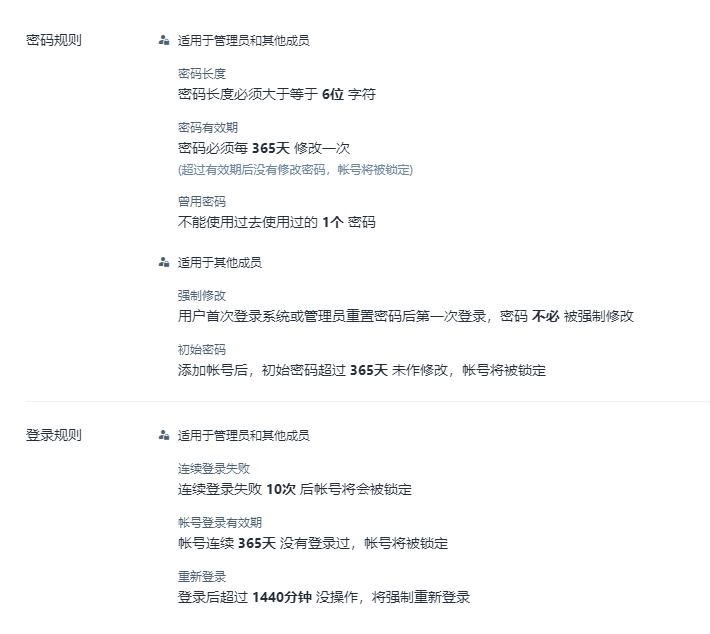 密码规则
适用于管理员和其他成员
密码长度
密码长度必须大于等于 6位 字符
密码有效期
密码必须每 365天 修改一次
(超过有效期后没有修改密码，帐号将被锁定)
曾用密码
不能使用过去使用过的 1个 密码
适用于其他成员
强制修改
用户首次登录系统或管理员重置密码后第一次登录，密码 不必 被强制修改
初始密码
添加帐号后，初始密码超过 365天 未作修改，帐号将被锁定
登录规则
适用于管理员和其他成员
连续登录失败
连续登录失败 10次 后帐号将会被锁定
帐号登录有效期
帐号连续 365天 没有登录过，帐号将被锁定
重新登录
登录后超过 1440分钟 没操作，将强制重新登录